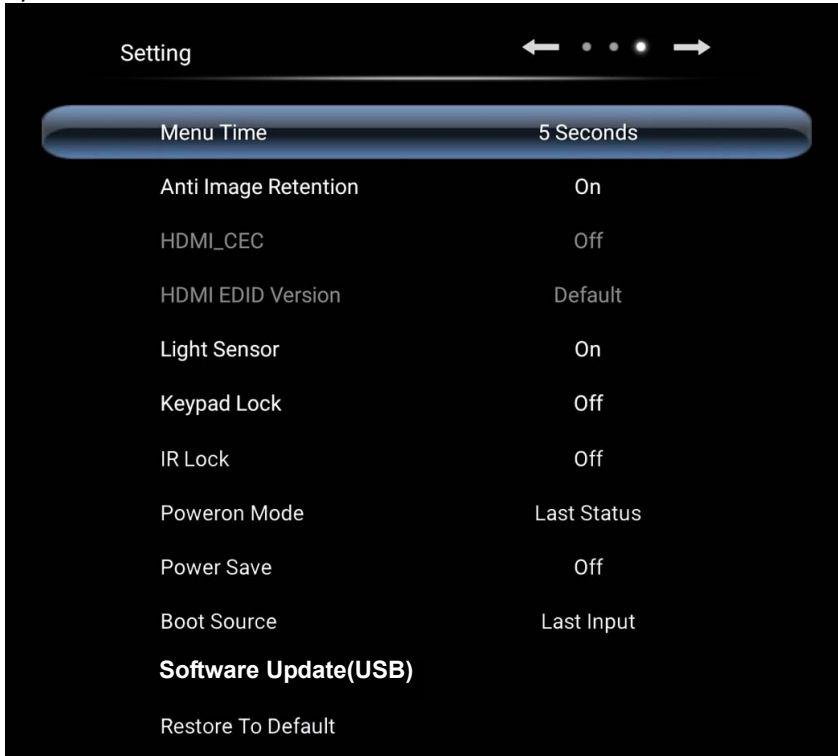 Setting
Menu Time 5 Seconds
Anti Image Retention On
HDMI_CEC Off
HDMI EDID Version Default
Light Sensor On
Keypad Lock Off
IR Lock Off
Poweron Mode Last Status
Power Save Off
Boot Source Last Input
Software Update(USB)
Restore To Default